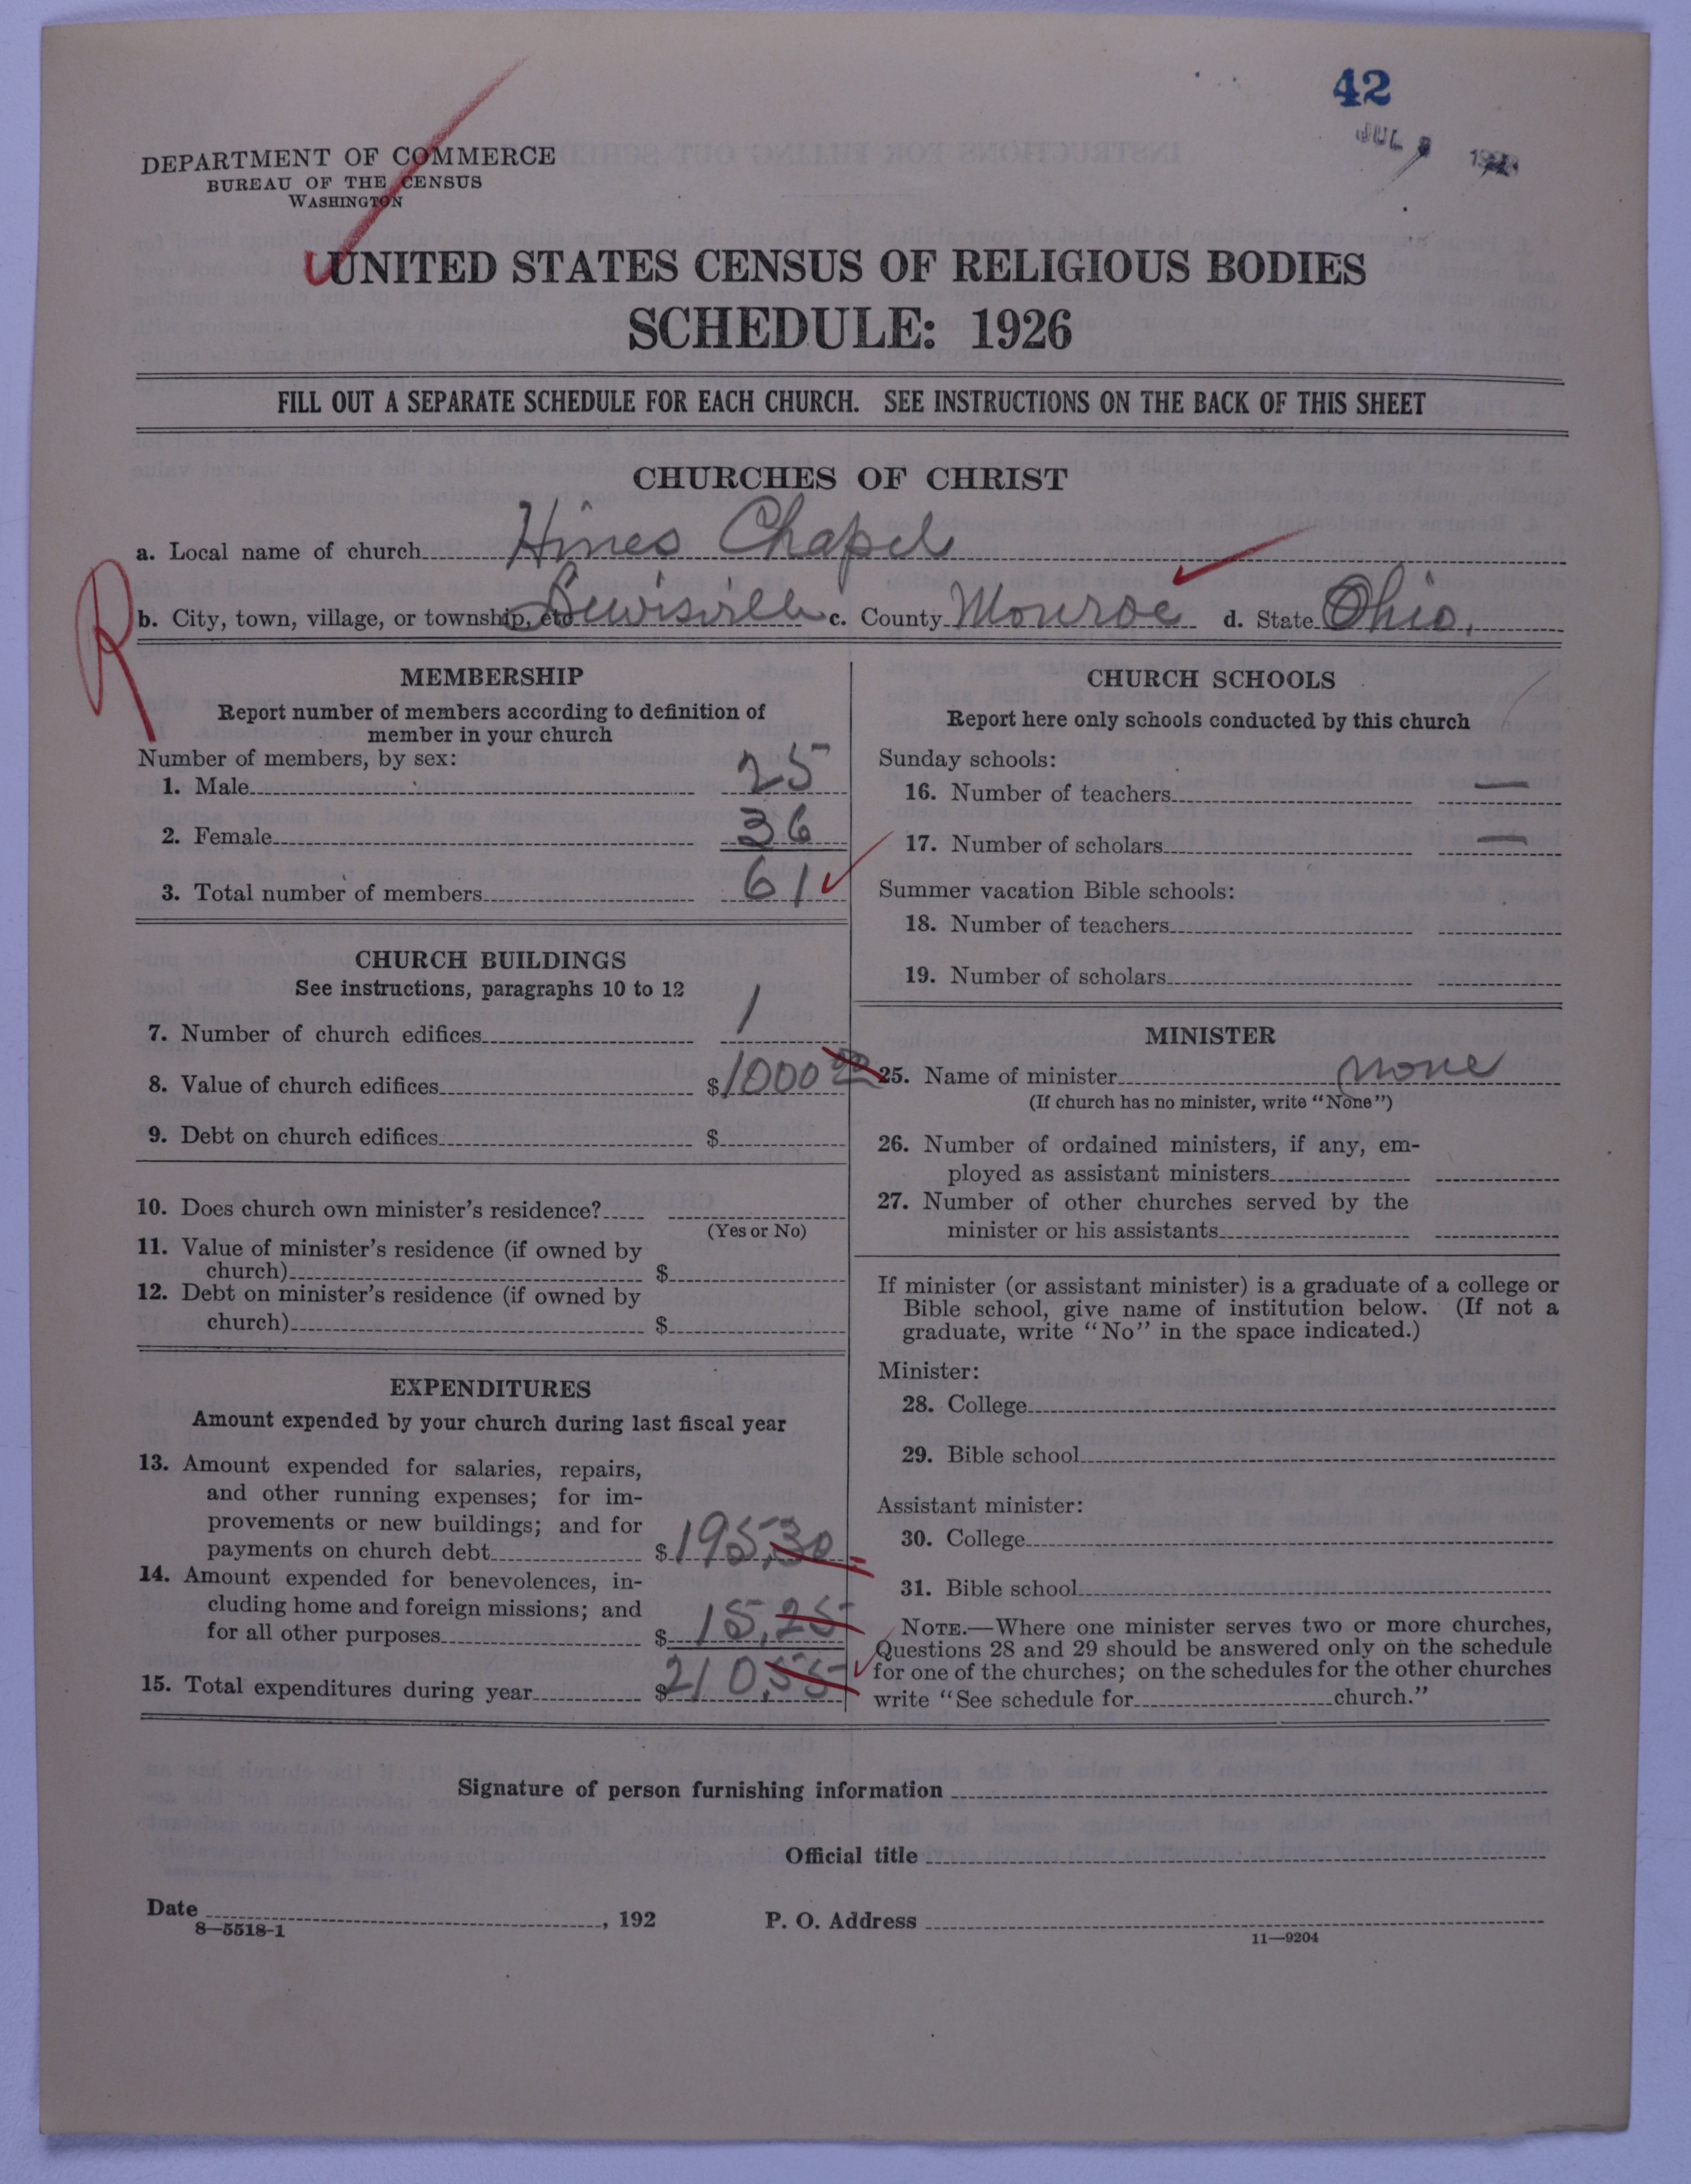 42
JUL 8
DEPARTMENT OF COMMERCE
BUREAU OF THE CENSUS
WASHINGTON
UNITED STATES CENSUS OF RELIGIOUS BODIES
SCHEDULE: 1926
FILL OUT A SEPARATE SCHEDULE FOR EACH CHURCH. SEE INSTRUCTIONS ON THE BACK OF THIS SHEET
CHURCHES OF CHRIST
a. Local name of church Hines Chapel
R
b. City, town, village, or township, etc Lewisville c. County Monroe d. State Ohio.
MEMBERSHIP
Report number of members according to definition of
member in your church
Number of members, by sex:
1. Male 25
2. Female 36
3. Total number of members 61
CHURCH BUILDINGS
See instructions, paragraphs 10 to 12
7. Number of church edifices 1
8. Value of church edifices $1000 00
9. Debt on church edifices $
10. Does church own minister's residence?
(Yes or No)
11. Value of minister's residence (if owned by
church) $
12. Debt on minister's residence (if owned by
church) $
EXPENDITURES
Amount expended by your church during last fiscal year
13. Amount expended for salaries, repairs,
and other running expenses; for im-
provements or new buildings; and for
payments on church debt $195.30
14. Amount expended for benevolences, in-
cluding home and foreign missions; and
for all other purposes $15.25
15. Total expenditures during year $210.55
CHURCH SCHOOLS
Report here only schools conducted by this church
Sunday schools:
16. Number of teachers —
17. Number of scholars —
Summer vacation Bible schools:
18. Number of teachers
19. Number of scholars
MINISTER
25. Name of minister none
(If church has no minister, write "None")
26. Number of ordained ministers, if any, em-
ployed as assistant ministers
27. Number of other churches served by the
minister or his assistants
If minister (or assistant minister) is a graduate of a college or
Bible school, give name of institution below. (If not a
graduate, write "No" in the space indicated.)
Minister:
28. College
29. Bible school
Assistant minister:
30. College
31. Bible school
NOTE.—Where one minister serves two or more churches,
Questions 28 and 29 should be answered only on the schedule
for one of the churches; on the schedules for the other churches
write "See schedule for church."
Signature of person furnishing information
Official title
Date , 192
P. O. Address
8—5518-1
11—9204